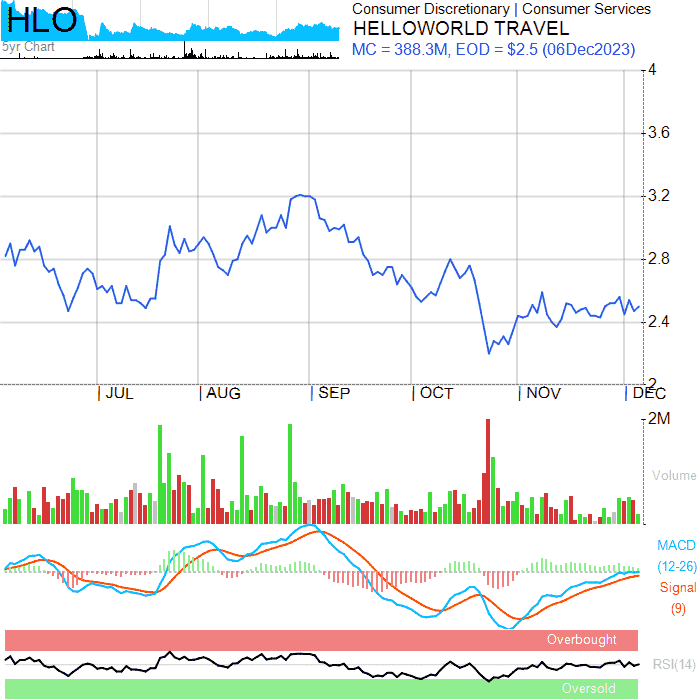 HLO
5yr Chart
Consumer Discretionary | Consumer Services
HELLOWORLD TRAVEL
MC = 388.3M, EOD = $2.5 (06Dec2023)
4
3.6
3.2
2.8
2.4
2
| JUL | AUG | SEP | OCT | NOV | DEC
2M
Volume
MACD
(12-26)
Signal
(9)
Overbought
RSI(14)
Oversold